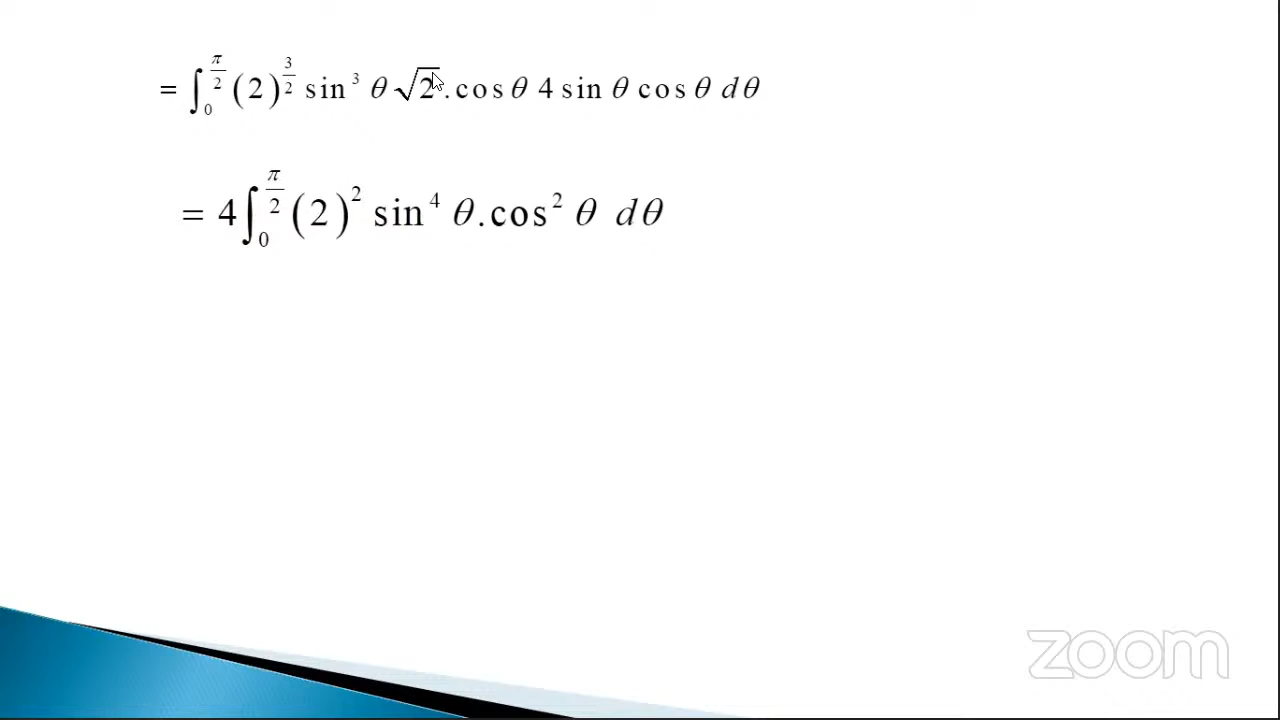 = ∫₀^(π/2) (2)^(3/2) sin³ θ √2 . cos θ 4 sin θ cos θ dθ
= 4 ∫₀^(π/2) (2)² sin⁴ θ . cos² θ dθ
zoom